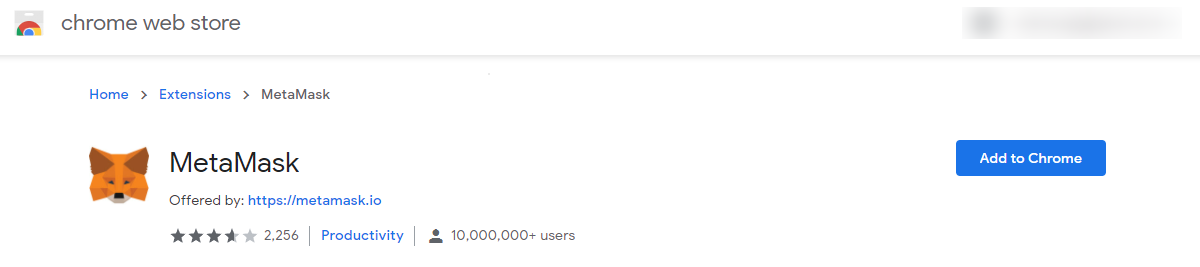 chrome web store
Home > Extensions > MetaMask
MetaMask
Add to Chrome
Offered by: https://metamask.io
2,256 | Productivity | 10,000,000+ users